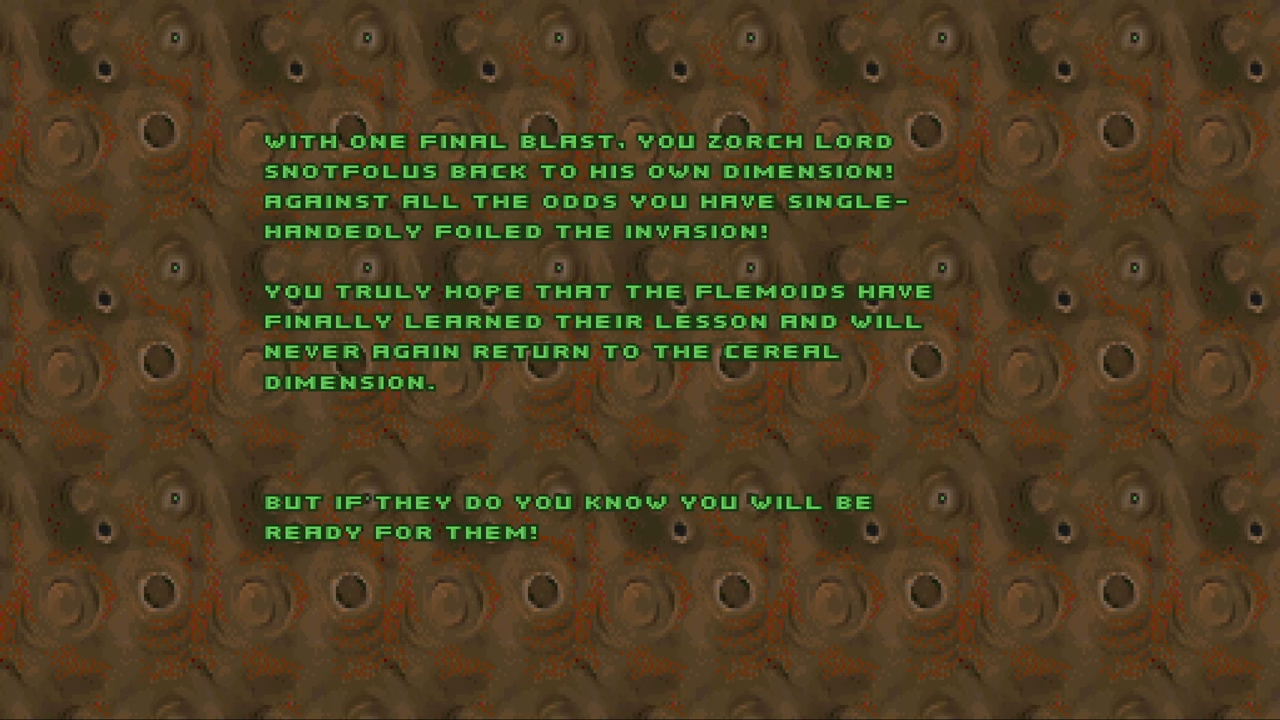 WITH ONE FINAL BLAST, YOU ZORCH LORD
SNOTFOLUS BACK TO HIS OWN DIMENSION!
AGAINST ALL THE ODDS YOU HAVE SINGLE-
HANDEDLY FOILED THE INVASION!
YOU TRULY HOPE THAT THE FLEMOIDS HAVE
FINALLY LEARNED THEIR LESSON AND WILL
NEVER AGAIN RETURN TO THE CEREAL
DIMENSION.
BUT IF THEY DO YOU KNOW YOU WILL BE
READY FOR THEM!